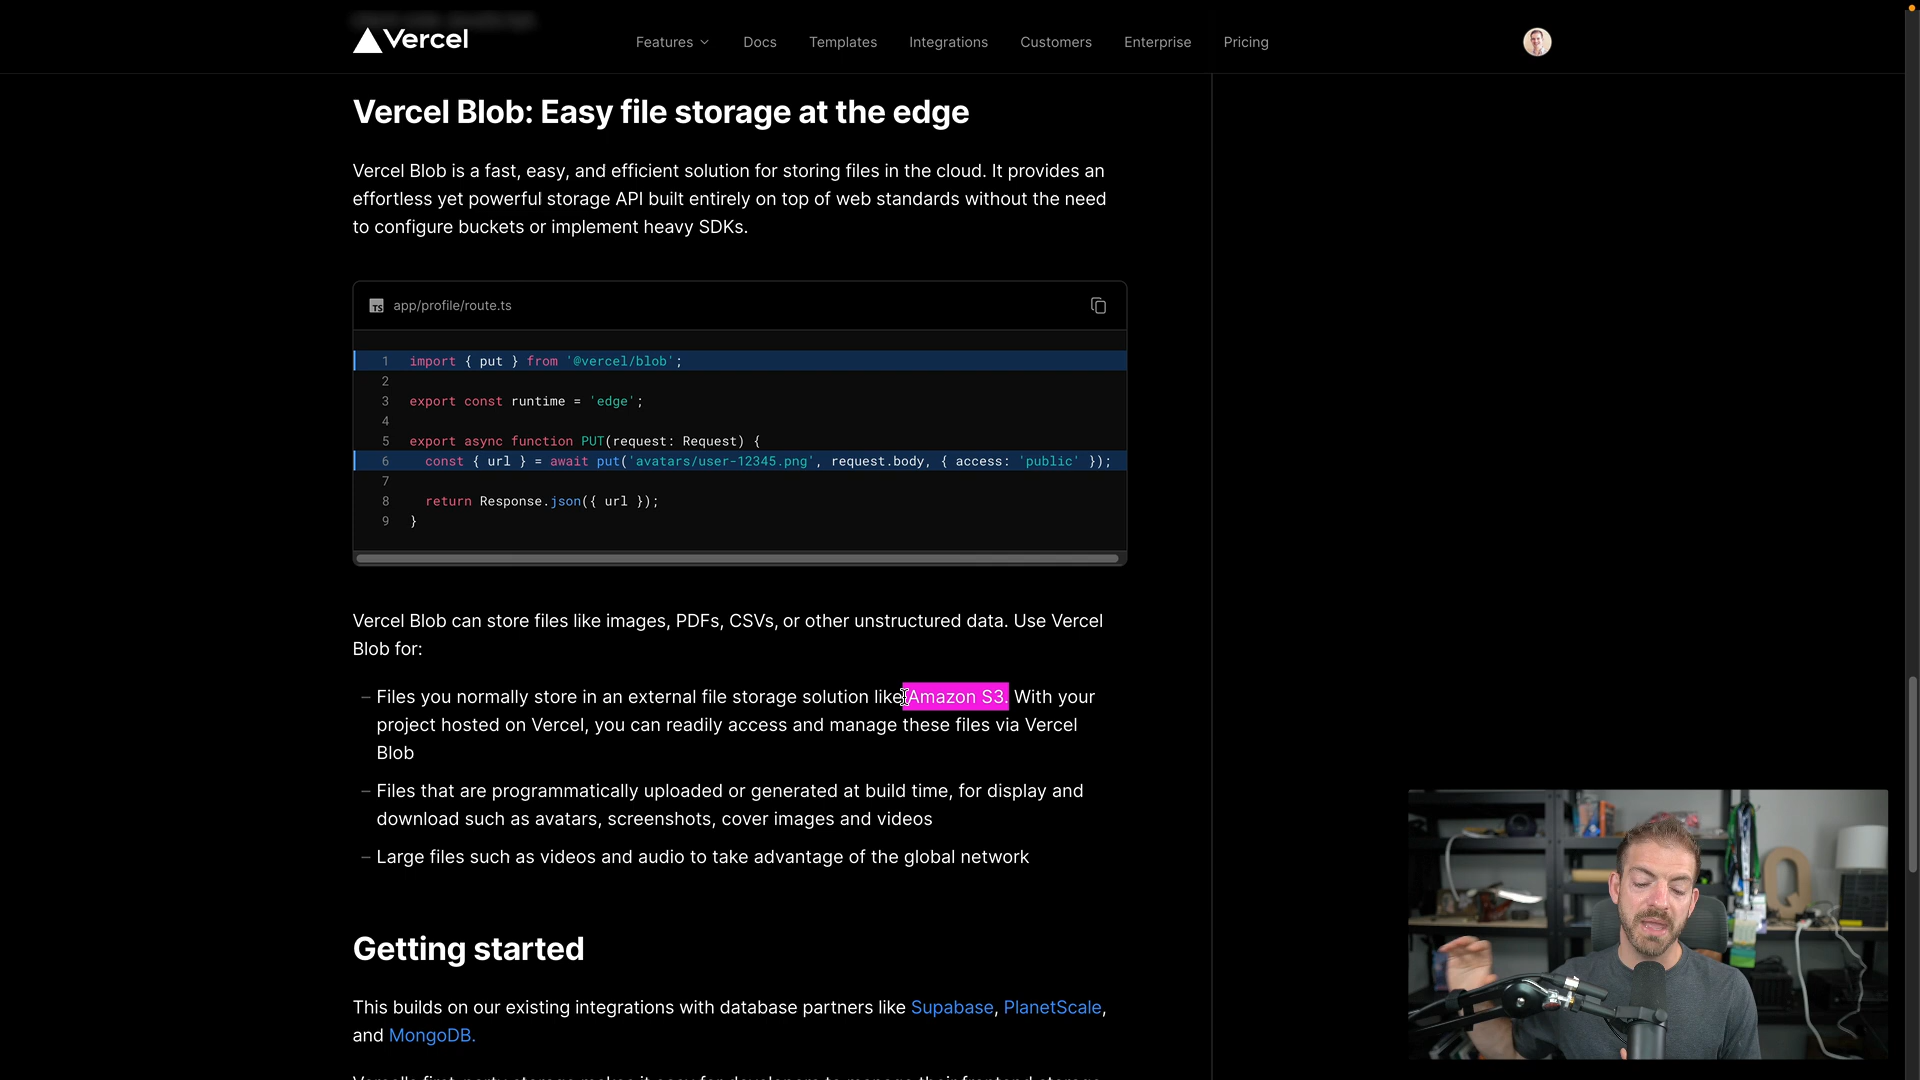 Vercel
Features
Docs
Templates
Integrations
Customers
Enterprise
Pricing
Vercel Blob: Easy file storage at the edge
Vercel Blob is a fast, easy, and efficient solution for storing files in the cloud. It provides an
effortless yet powerful storage API built entirely on top of web standards without the need
to configure buckets or implement heavy SDKs.
TS app/profile/route.ts
1 import { put } from '@vercel/blob';
2
3 export const runtime = 'edge';
4
5 export async function PUT(request: Request) {
6 const { url } = await put('avatars/user-12345.png', request.body, { access: 'public' });
7
8 return Response.json({ url });
9 }
Vercel Blob can store files like images, PDFs, CSVs, or other unstructured data. Use Vercel
Blob for:
– Files you normally store in an external file storage solution like Amazon S3. With your
project hosted on Vercel, you can readily access and manage these files via Vercel
Blob
– Files that are programmatically uploaded or generated at build time, for display and
download such as avatars, screenshots, cover images and videos
– Large files such as videos and audio to take advantage of the global network
Getting started
This builds on our existing integrations with database partners like Supabase, PlanetScale,
and MongoDB.